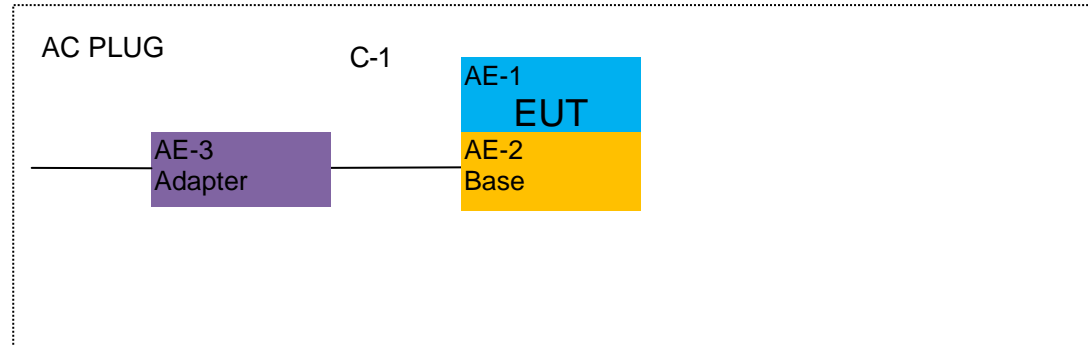 AC PLUG
C-1
AE-1
EUT
AE-3
Adapter
AE-2
Base